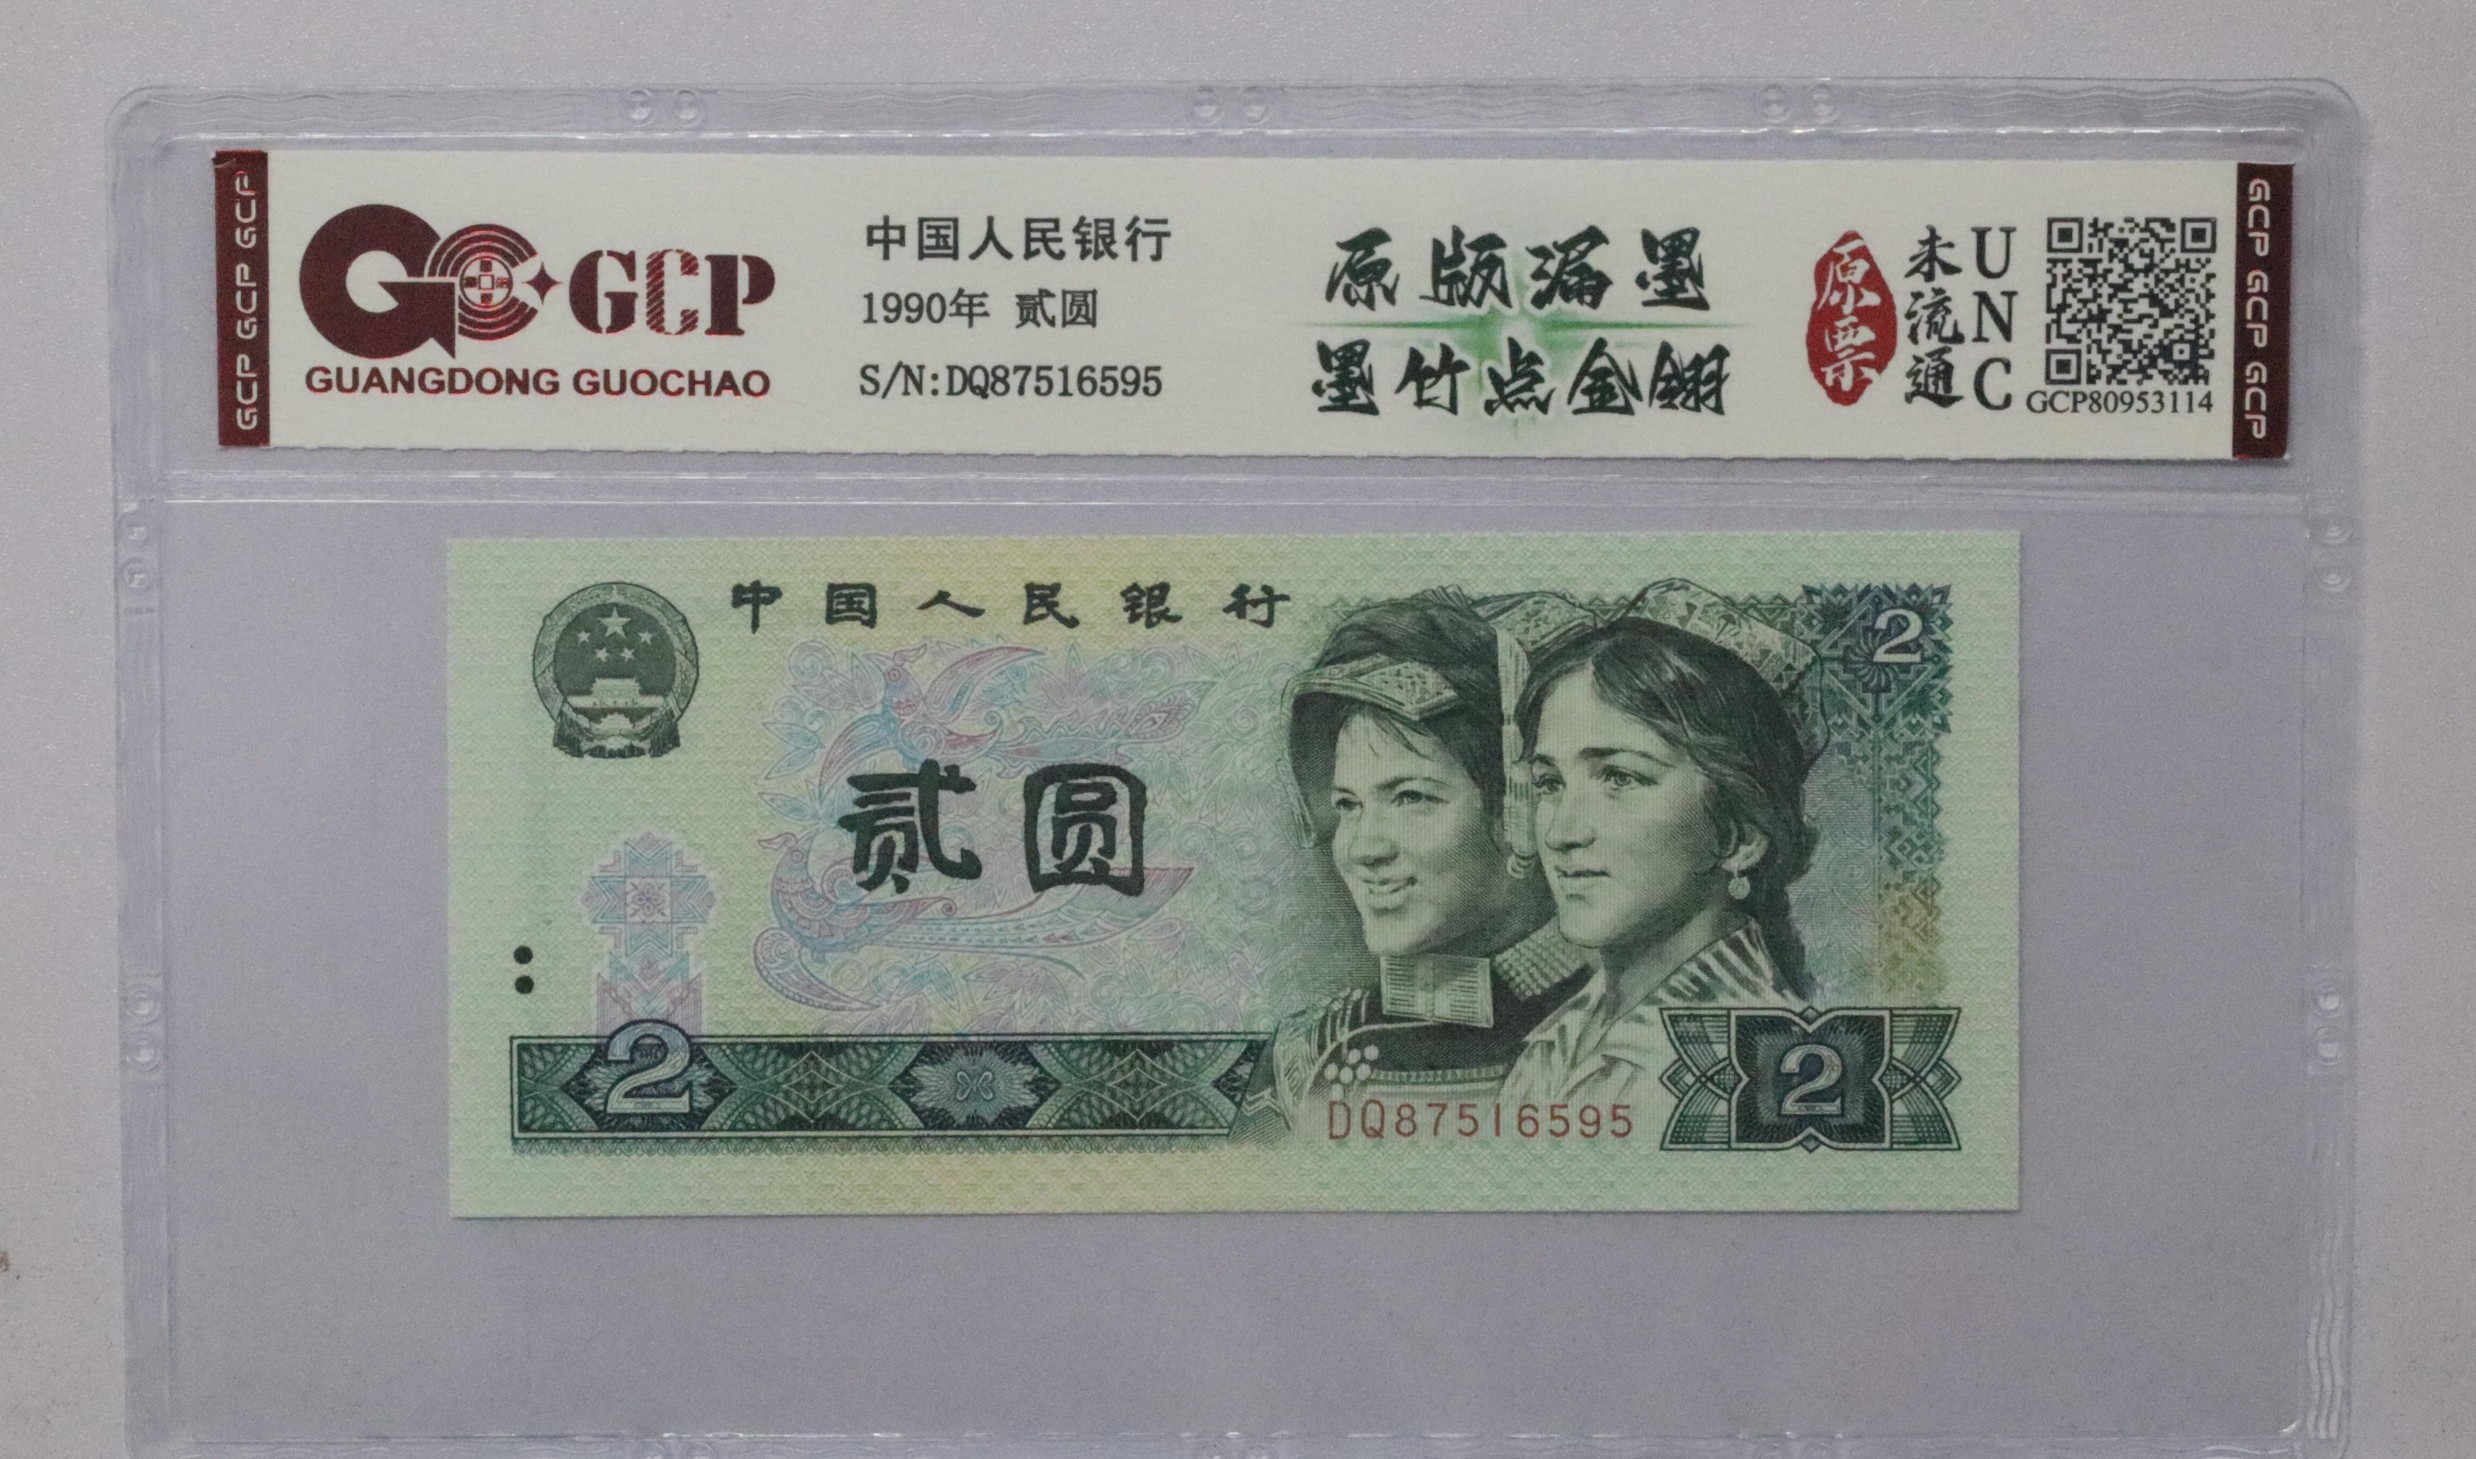 GCP GCP GCP
GCP
GUANGDONG GUOCHAO
中国人民银行
1990年 贰圆
S/N:DQ87516595
原版漏墨
墨竹点金翎
原票
未流通
UNC
GCP80953114
GCP GCP GCP
中国人民银行
2
贰圆
2
DQ87516595
2